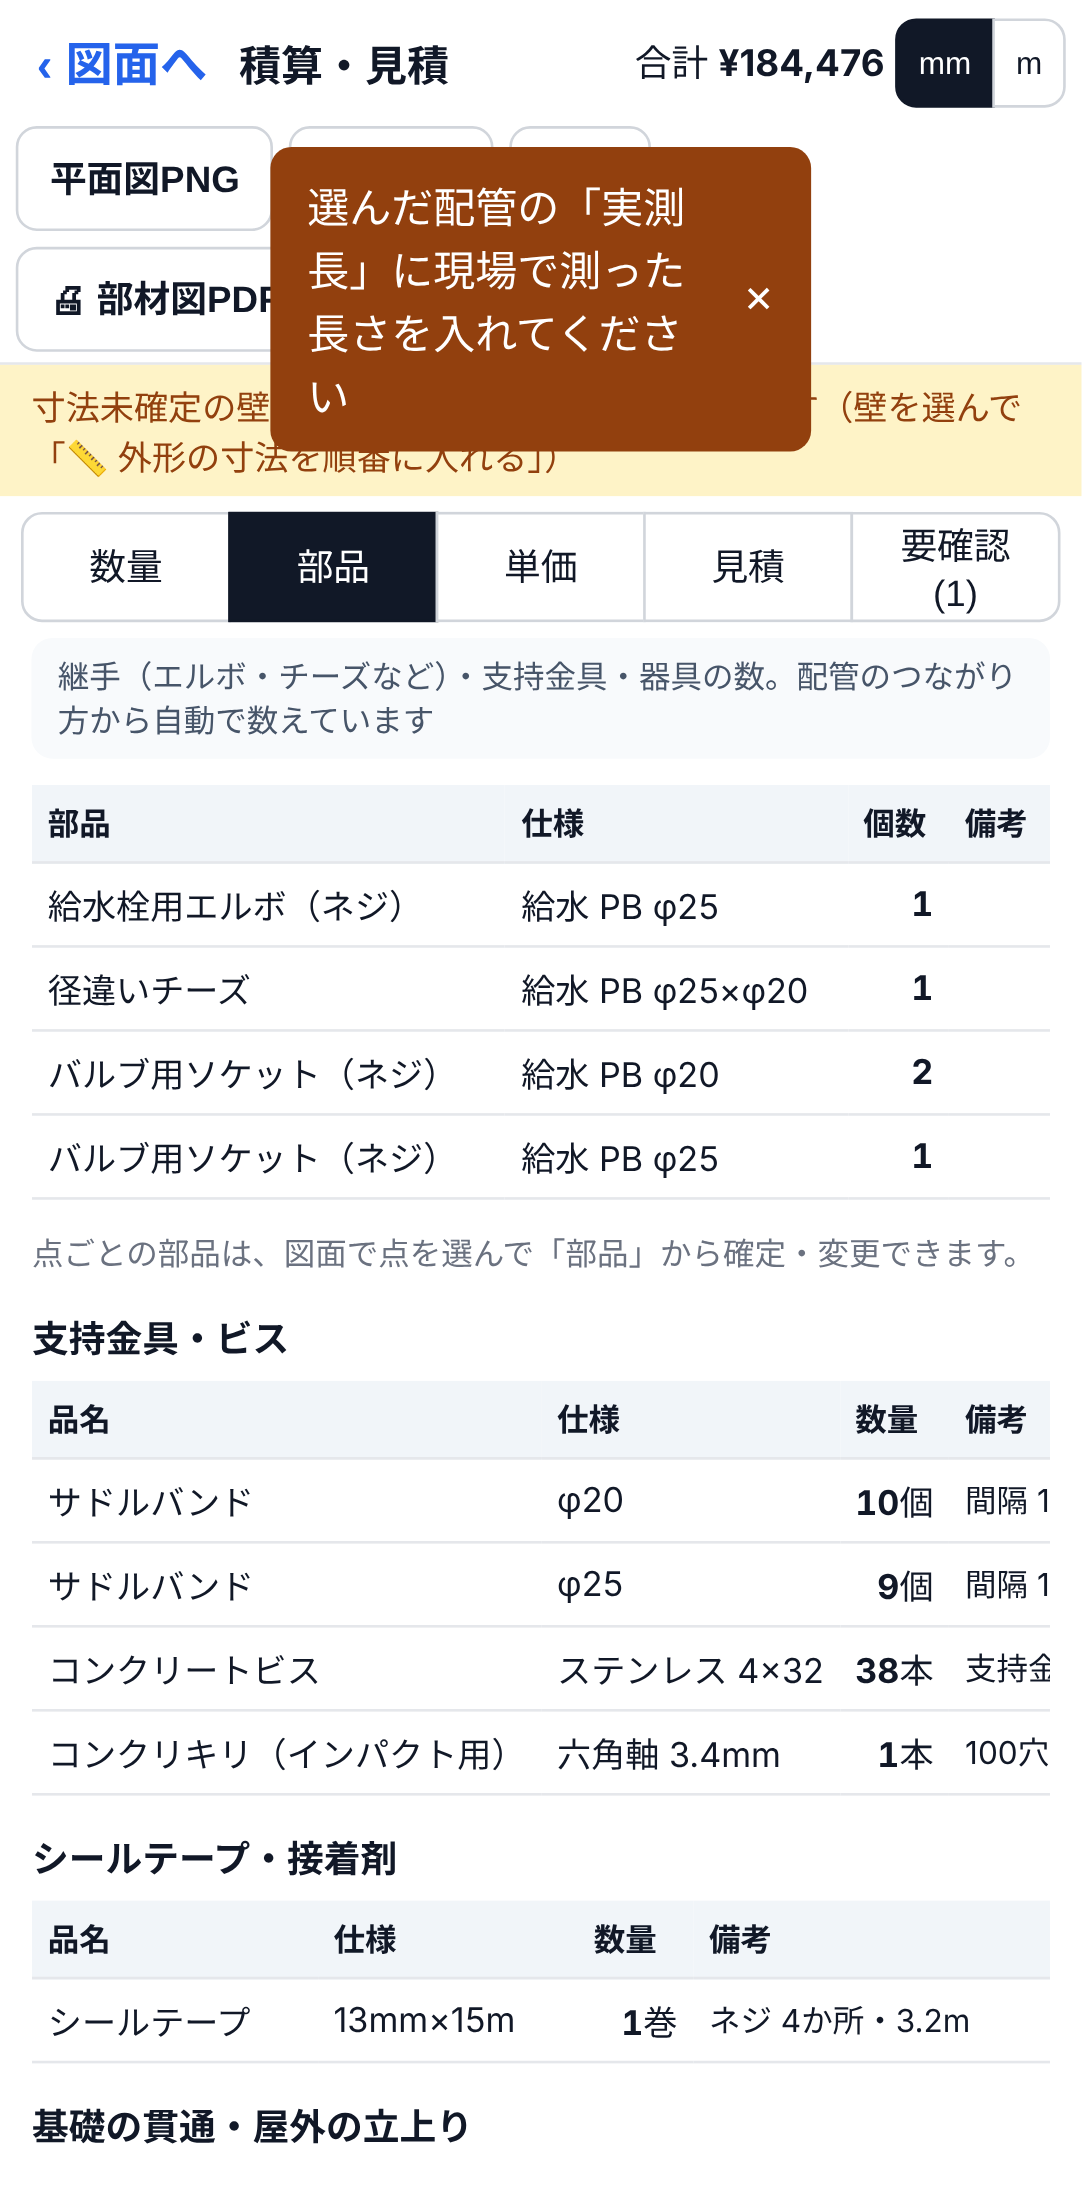 ‹ 図面へ 積算・見積 合計 ¥184,476 mm m
平面図PNG
選んだ配管の「実測
長」に現場で測った
長さを入れてくださ
い
×
🖨 部材図PDF
寸法未確定の壁
(壁を選んで
「📏 外形の寸法を順番に入れる」)
数量 部品 単価 見積 要確認
(1)
継手（エルボ・チーズなど）・支持金具・器具の数。配管のつながり
方から自動で数えています
部品 仕様 個数 備考
給水栓用エルボ（ネジ） 給水 PB φ25 1
径違いチーズ 給水 PB φ25×φ20 1
バルブ用ソケット（ネジ） 給水 PB φ20 2
バルブ用ソケット（ネジ） 給水 PB φ25 1
点ごとの部品は、図面で点を選んで「部品」から確定・変更できます。
支持金具・ビス
品名 仕様 数量 備考
サドルバンド φ20 10個 間隔 1
サドルバンド φ25 9個 間隔 1
コンクリートビス ステンレス 4×32 38本 支持金
コンクリキリ（インパクト用） 六角軸 3.4mm 1本 100穴
シールテープ・接着剤
品名 仕様 数量 備考
シールテープ 13mm×15m 1巻 ネジ 4か所・3.2m
基礎の貫通・屋外の立上り